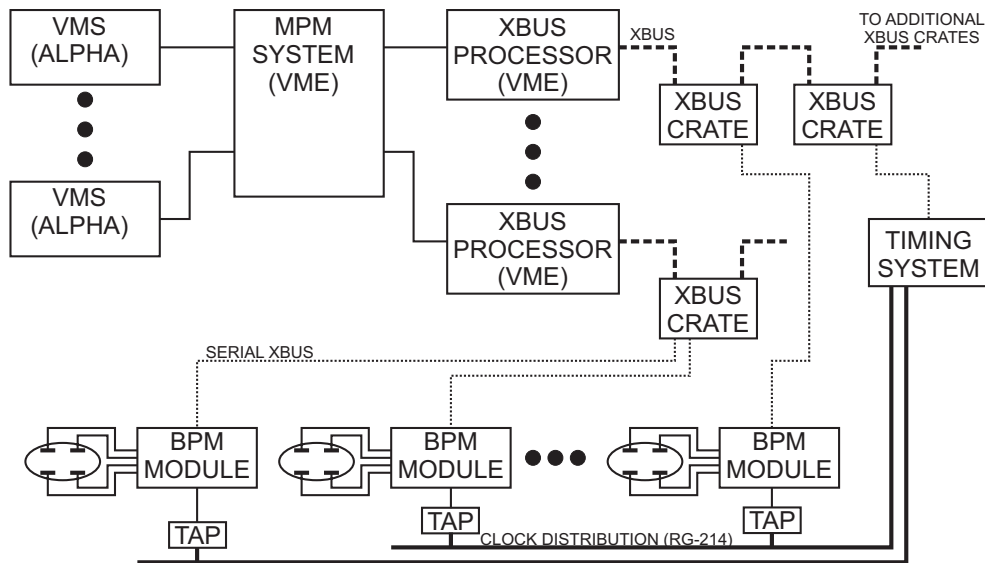 VMS
(ALPHA)
MPM
SYSTEM
(VME)
XBUS
PROCESSOR
(VME)
XBUS
TO ADDITIONAL
XBUS CRATES
XBUS
CRATE
XBUS
CRATE
VMS
(ALPHA)
XBUS
PROCESSOR
(VME)
TIMING
SYSTEM
XBUS
CRATE
SERIAL XBUS
BPM
MODULE
BPM
MODULE
BPM
MODULE
TAP
TAP
TAP
CLOCK DISTRIBUTION (RG-214)